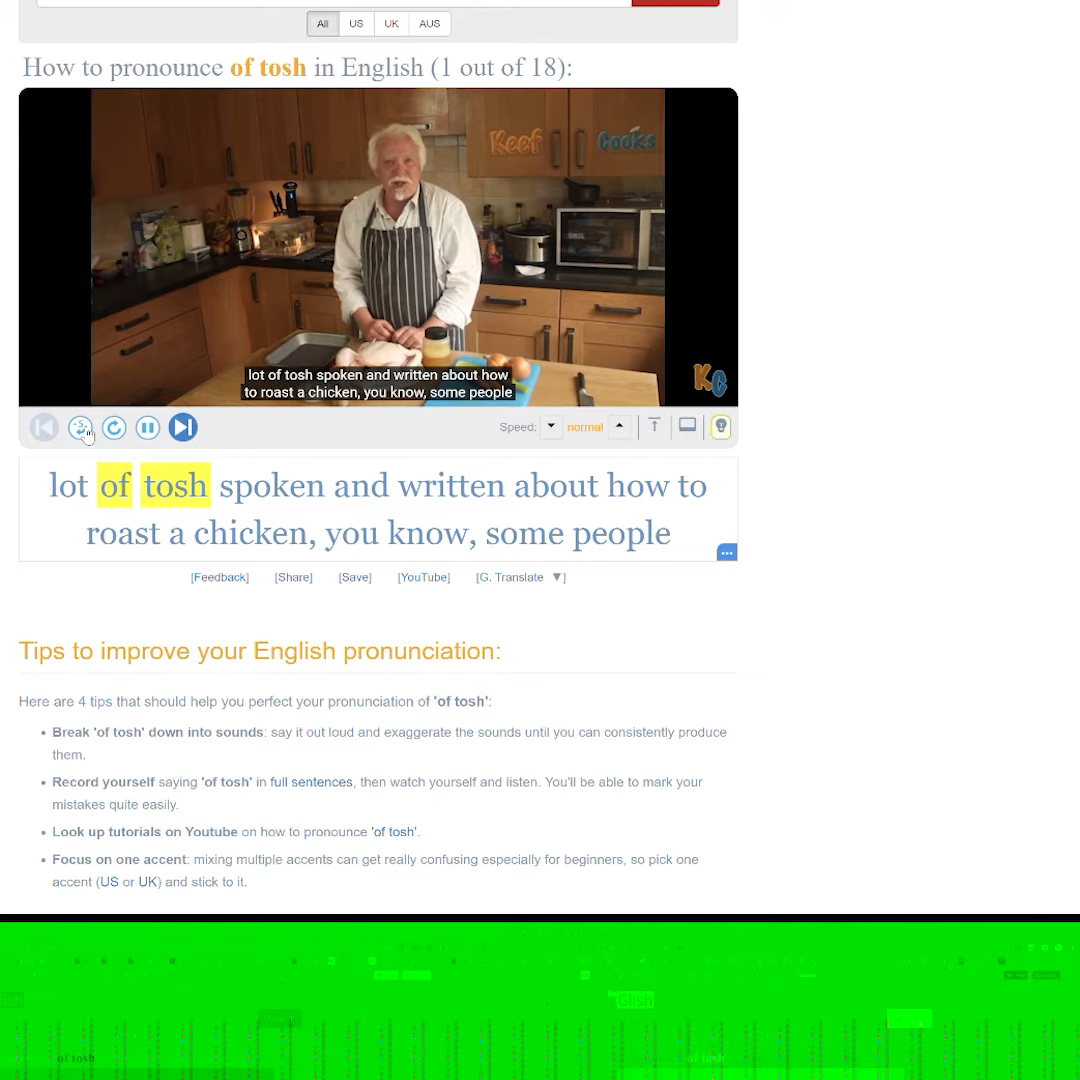 All US UK AUS
How to pronounce of tosh in English (1 out of 18):
Keef Cooks
lot of tosh spoken and written about how
to roast a chicken, you know, some people
KC
Speed: normal
lot of tosh spoken and written about how to
roast a chicken, you know, some people
[Feedback] [Share] [Save] [YouTube] [G. Translate ▼]
Tips to improve your English pronunciation:
Here are 4 tips that should help you perfect your pronunciation of 'of tosh':
• Break 'of tosh' down into sounds: say it out loud and exaggerate the sounds until you can consistently produce
them.
• Record yourself saying 'of tosh' in full sentences, then watch yourself and listen. You'll be able to mark your
mistakes quite easily.
• Look up tutorials on Youtube on how to pronounce 'of tosh'.
• Focus on one accent: mixing multiple accents can get really confusing especially for beginners, so pick one
accent (US or UK) and stick to it.
Glish
of tosh of tosh